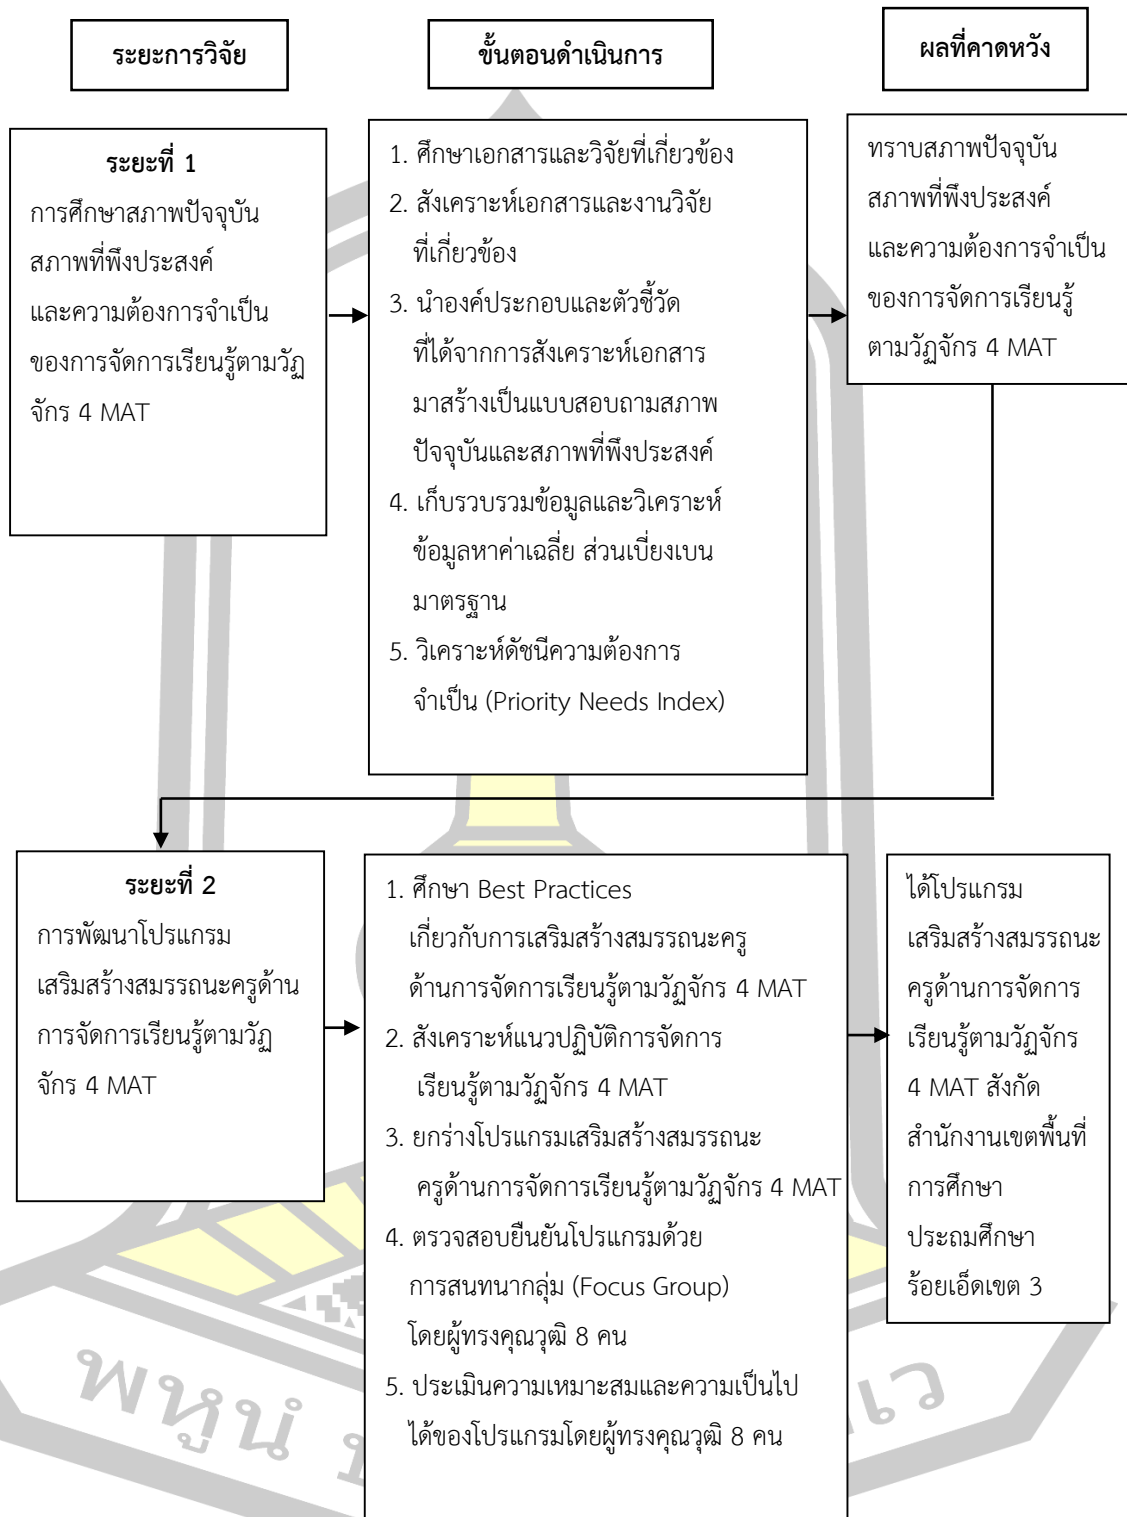 ระยะการวิจัย
ขั้นตอนดำเนินการ
ผลที่คาดหวัง
ระยะที่ 1
การศึกษาสภาพปัจจุบัน
สภาพที่พึงประสงค์
และความต้องการจำเป็น
ของการจัดการเรียนรู้ตามวัฏ
จักร 4 MAT
1. ศึกษาเอกสารและวิจัยที่เกี่ยวข้อง
2. สังเคราะห์เอกสารและงานวิจัย
ที่เกี่ยวข้อง
3. นำองค์ประกอบและตัวชี้วัด
ที่ได้จากการสังเคราะห์เอกสาร
มาสร้างเป็นแบบสอบถามสภาพ
ปัจจุบันและสภาพที่พึงประสงค์
4. เก็บรวบรวมข้อมูลและวิเคราะห์
ข้อมูลหาค่าเฉลี่ย ส่วนเบี่ยงเบน
มาตรฐาน
5. วิเคราะห์ดัชนีความต้องการ
จำเป็น (Priority Needs Index)
ทราบสภาพปัจจุบัน
สภาพที่พึงประสงค์
และความต้องการจำเป็น
ของการจัดการเรียนรู้
ตามวัฏจักร 4 MAT
ระยะที่ 2
การพัฒนาโปรแกรม
เสริมสร้างสมรรถนะครูด้าน
การจัดการเรียนรู้ตามวัฏ
จักร 4 MAT
1. ศึกษา Best Practices
เกี่ยวกับการเสริมสร้างสมรรถนะครู
ด้านการจัดการเรียนรู้ตามวัฏจักร 4 MAT
2. สังเคราะห์แนวปฏิบัติการจัดการ
เรียนรู้ตามวัฏจักร 4 MAT
3. ยกร่างโปรแกรมเสริมสร้างสมรรถนะ
ครูด้านการจัดการเรียนรู้ตามวัฏจักร 4 MAT
4. ตรวจสอบยืนยันโปรแกรมด้วย
การสนทนากลุ่ม (Focus Group)
โดยผู้ทรงคุณวุฒิ 8 คน
5. ประเมินความเหมาะสมและความเป็นไป
ได้ของโปรแกรมโดยผู้ทรงคุณวุฒิ 8 คน
ได้โปรแกรม
เสริมสร้างสมรรถนะ
ครูด้านการจัดการ
เรียนรู้ตามวัฏจักร
4 MAT สังกัด
สำนักงานเขตพื้นที่
การศึกษา
ประถมศึกษา
ร้อยเอ็ดเขต 3
พหูนํ